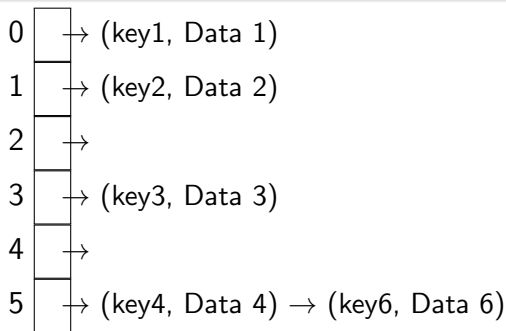 0 → (key1, Data 1)
1 → (key2, Data 2)
2 →
3 → (key3, Data 3)
4 →
5 → (key4, Data 4) → (key6, Data 6)